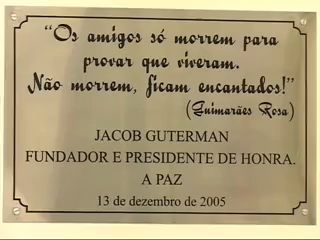 “Os amigos só morrem para
provar que viveram.
Não morrem, ficam encantados!”
(Guimarães Rosa)
JACOB GUTERMAN
FUNDADOR E PRESIDENTE DE HONRA.
A PAZ
13 de dezembro de 2005